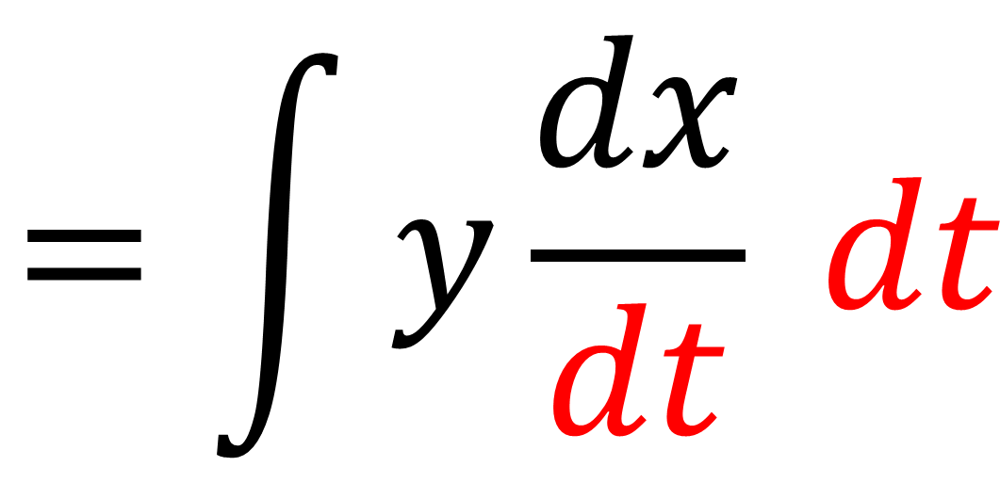 = ∫ y dx/dt dt